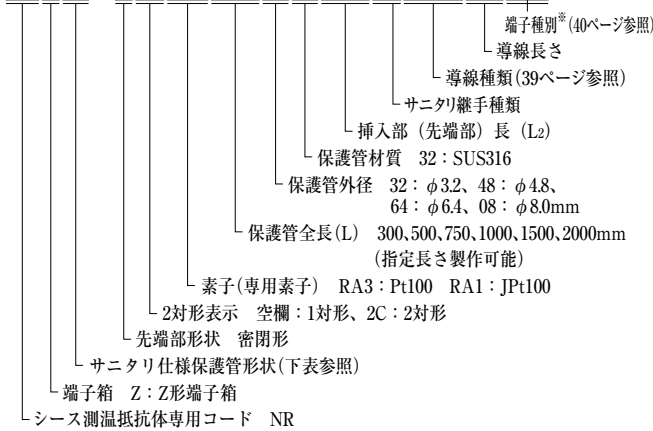 端子種別※(40ページ参照)
導線長さ
導線種類(39ページ参照)
サニタリ継手種類
挿入部（先端部）長（L2）
保護管材質　32：SUS316
保護管外径　32：φ3.2、48：φ4.8、
64：φ6.4、08：φ8.0mm
保護管全長(L)　300,500,750,1000,1500,2000mm
(指定長さ製作可能)
素子(専用素子)　RA3：Pt100　RA1：JPt100
2対形表示　空欄：1対形、2C：2対形
先端部形状　密閉形
サニタリ仕様保護管形状(下表参照)
端子箱　Z：Z形端子箱
シース測温抵抗体専用コード　NR